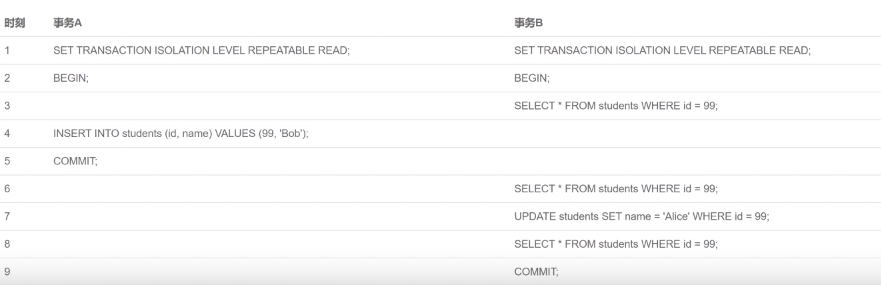 时刻 事务A 事务B
1 SET TRANSACTION ISOLATION LEVEL REPEATABLE READ; SET TRANSACTION ISOLATION LEVEL REPEATABLE READ;
2 BEGIN; BEGIN;
3 SELECT * FROM students WHERE id = 99;
4 INSERT INTO students (id, name) VALUES (99, 'Bob');
5 COMMIT;
6 SELECT * FROM students WHERE id = 99;
7 UPDATE students SET name = 'Alice' WHERE id = 99;
8 SELECT * FROM students WHERE id = 99;
9 COMMIT;